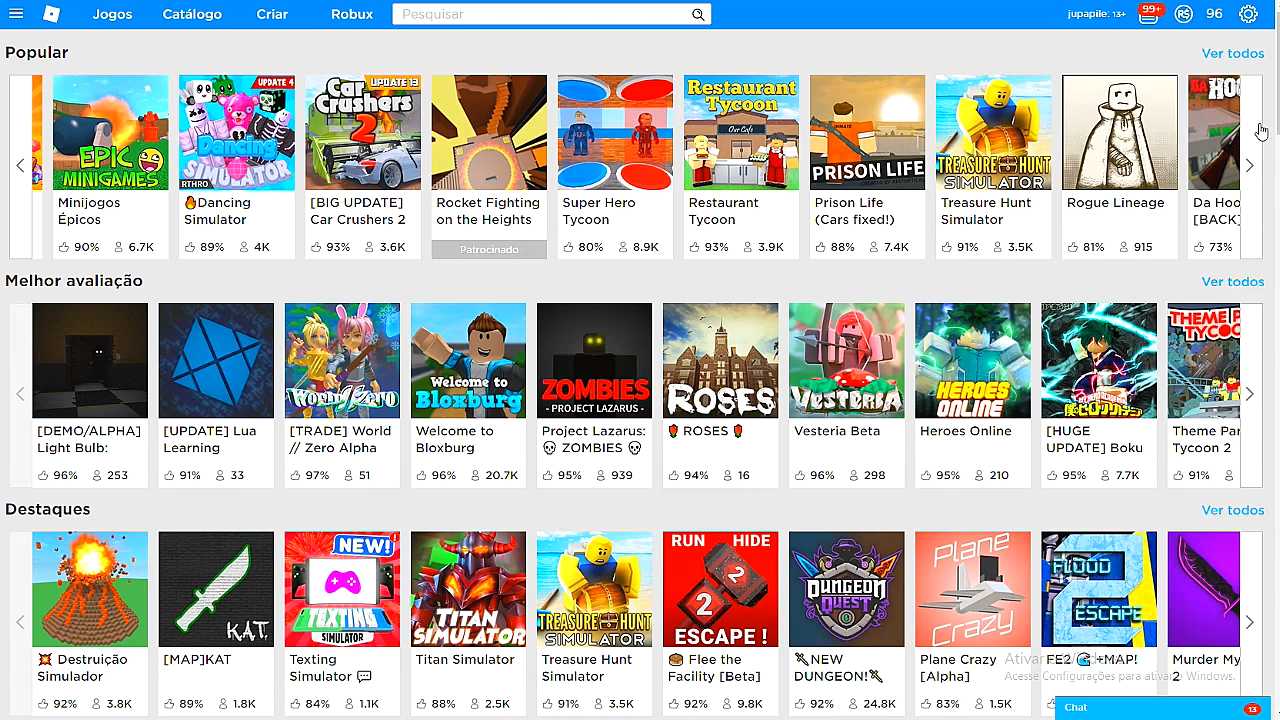 Jogos Catálogo Criar Robux Pesquisar jupapile: 13+ 99+ 96
Popular Ver todos
EPIC MINIGAMES
UPDATE 4 Dancing SIMULATOR RTHRO
UPDATE 19 Car Crushers 2
Restaurant Tycoon Our Cafe
PRISON LIFE
TREASURE HUNT SIMULATOR
DA HOO
Minijogos 🔥Dancing [BIG UPDATE] Rocket Fighting Super Hero Restaurant Prison Life Treasure Hunt Rogue Lineage Da Hoo
Épicos Simulator Car Crushers 2 on the Heights Tycoon Tycoon (Cars fixed!) Simulator [BACK]
90% 6.7K 89% 4K 93% 3.6K Patrocinado 80% 8.9K 93% 3.9K 88% 7.4K 91% 3.5K 81% 915 73%
Melhor avaliação Ver todos
World // Zero
Welcome to Bloxburg
ZOMBIES
- PROJECT LAZARUS -
ROSES
VESTERIA
HEROES ONLINE
THEME P
TYCOO
[DEMO/ALPHA] [UPDATE] Lua [TRADE] World Welcome to Project Lazarus: 🌹ROSES🌹 Vesteria Beta Heroes Online [HUGE Theme Par
Light Bulb: Learning // Zero Alpha Bloxburg 💀 ZOMBIES 💀 UPDATE] Boku Tycoon 2
96% 253 91% 33 97% 51 96% 20.7K 95% 939 94% 16 96% 298 95% 210 95% 7.7K 91%
Destaques Ver todos
K.A.T.
NEW! TEXTING SIMULATOR
TITAN SIMULATOR
TREASURE HUNT SIMULATOR
RUN HIDE
2 2
ESCAPE !
DUNGEON QUEST
Plane Crazy
FLOOD ESCAPE
💥 Destruição [MAP]KAT Texting Titan Simulator Treasure Hunt 🍔 Flee the 🗡NEW Plane Crazy FE2 🌊 +MAP! Murder My
Simulador Simulator 💬 Simulator Facility [Beta] DUNGEON!🗡 [Alpha] 2
Acesse Configurações para ativar o Windows.
92% 3.8K 89% 1.8K 84% 1.1K 88% 2.5K 91% 3.5K 92% 9.8K 92% 24.8K 83% 1.5K
Chat 13